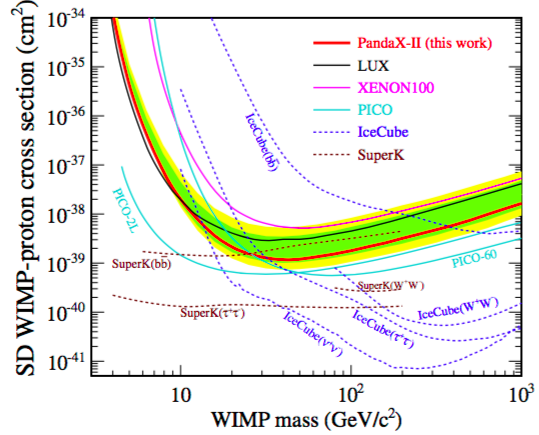 SD WIMP-proton cross section (cm²)
10⁻³⁴
10⁻³⁵
10⁻³⁶
10⁻³⁷
10⁻³⁸
10⁻³⁹
10⁻⁴⁰
10⁻⁴¹
PandaX-II (this work)
LUX
XENON100
PICO
IceCube
SuperK
IceCube(bb̅)
PICO-2L
PICO-60
SuperK(bb̅)
SuperK(W⁺W⁻)
SuperK(τ⁺τ⁻)
IceCube(W⁺W⁻)
IceCube(τ⁺τ⁻)
IceCube(ν⁻ν)
10
10²
10³
WIMP mass (GeV/c²)